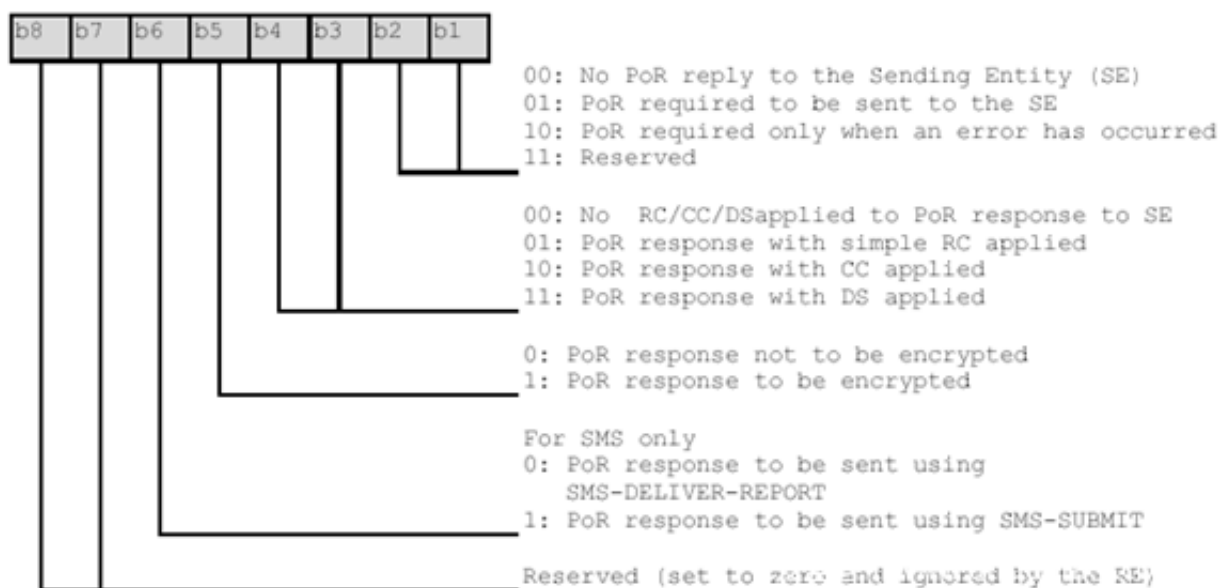 b8 b7 b6 b5 b4 b3 b2 b1
00: No PoR reply to the Sending Entity (SE)
01: PoR required to be sent to the SE
10: PoR required only when an error has occurred
11: Reserved
00: No RC/CC/DSapplied to PoR response to SE
01: PoR response with simple RC applied
10: PoR response with CC applied
11: PoR response with DS applied
0: PoR response not to be encrypted
1: PoR response to be encrypted
For SMS only
0: PoR response to be sent using
SMS-DELIVER-REPORT
1: PoR response to be sent using SMS-SUBMIT
Reserved (set to zero and ignored by the RE)